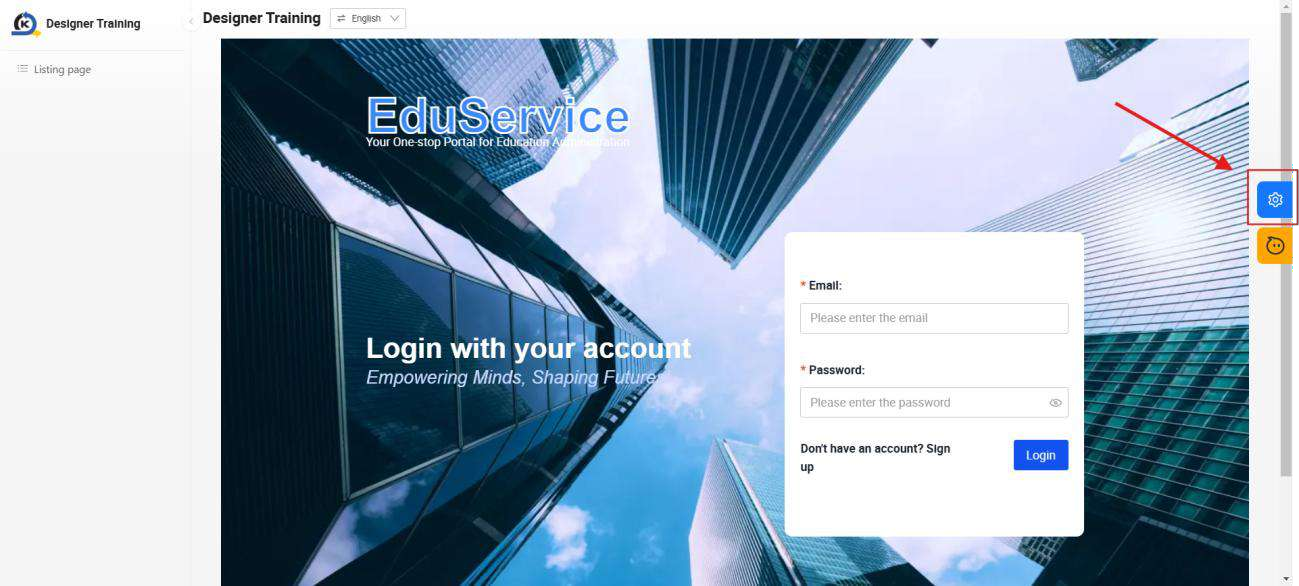 Designer Training
Designer Training
English
Listing page
EduService
Your One-stop Portal for Education Administration
Login with your account
Empowering Minds, Shaping Future
* Email:
Please enter the email
* Password:
Please enter the password
Don't have an account? Sign
up
Login